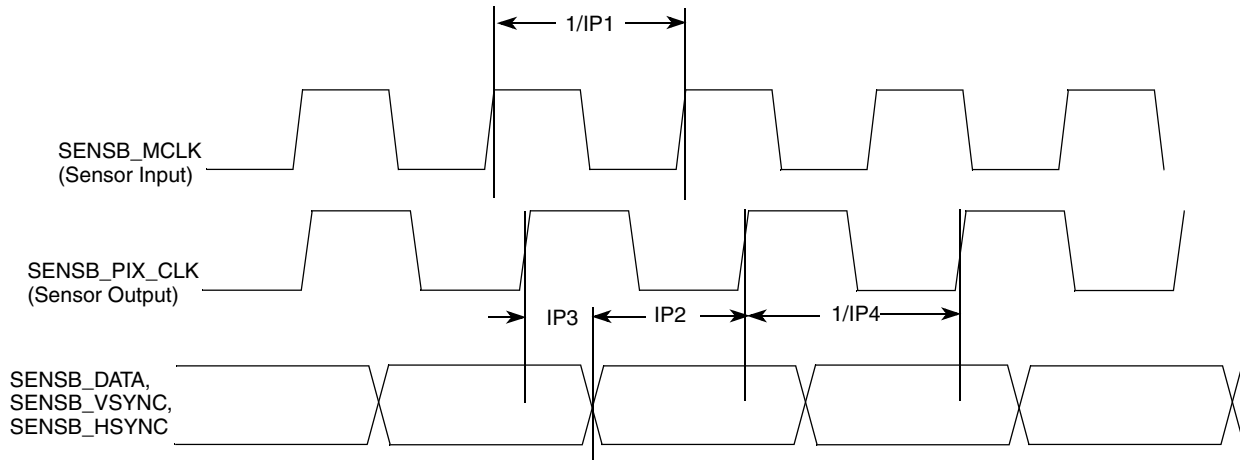 1/IP1
SENSB_MCLK
(Sensor Input)
SENSB_PIX_CLK
(Sensor Output)
IP3
IP2
1/IP4
SENSB_DATA,
SENSB_VSYNC,
SENSB_HSYNC